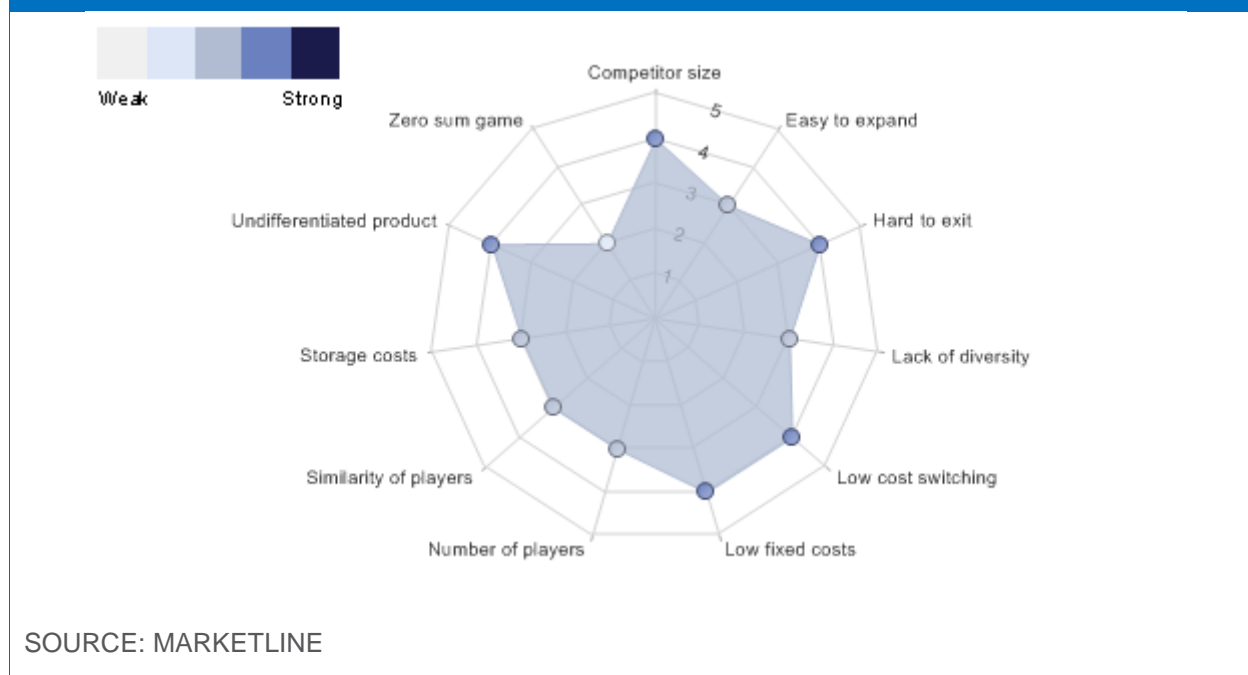 Weak
Strong
Competitor size
Zero sum game
5
Easy to expand
4
3
Undifferentiated product
2
Hard to exit
1
Storage costs
Lack of diversity
Similarity of players
Low cost switching
Number of players
Low fixed costs
SOURCE: MARKETLINE